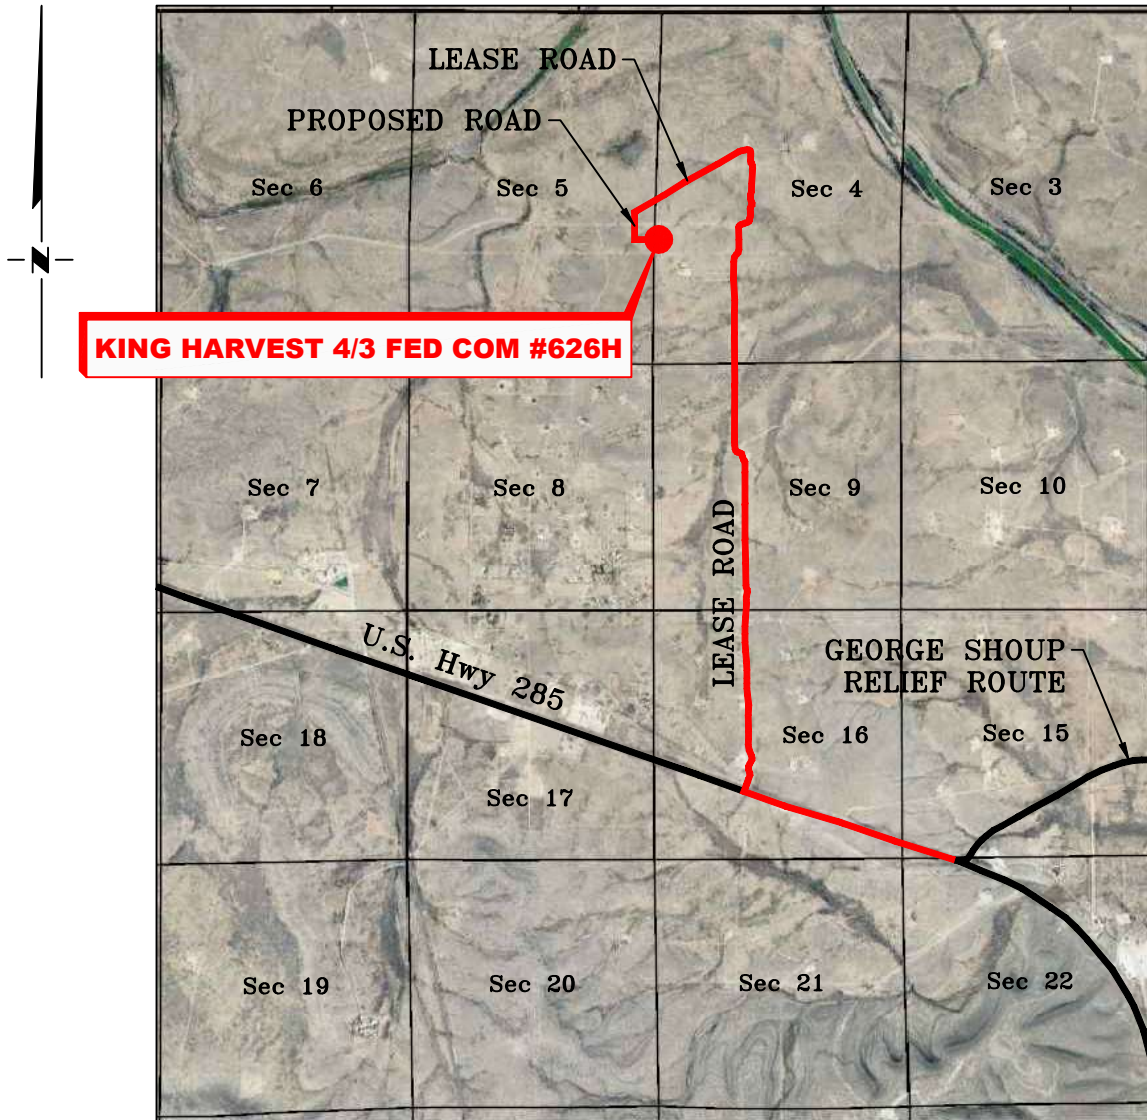 LEASE ROAD
PROPOSED ROAD
Sec 6
Sec 5
Sec 4
Sec 3
N
KING HARVEST 4/3 FED COM #626H
Sec 7
Sec 8
Sec 9
Sec 10
LEASE ROAD
U.S. Hwy 285
GEORGE SHOUP
RELIEF ROUTE
Sec 18
Sec 17
Sec 16
Sec 15
Sec 19
Sec 20
Sec 21
Sec 22